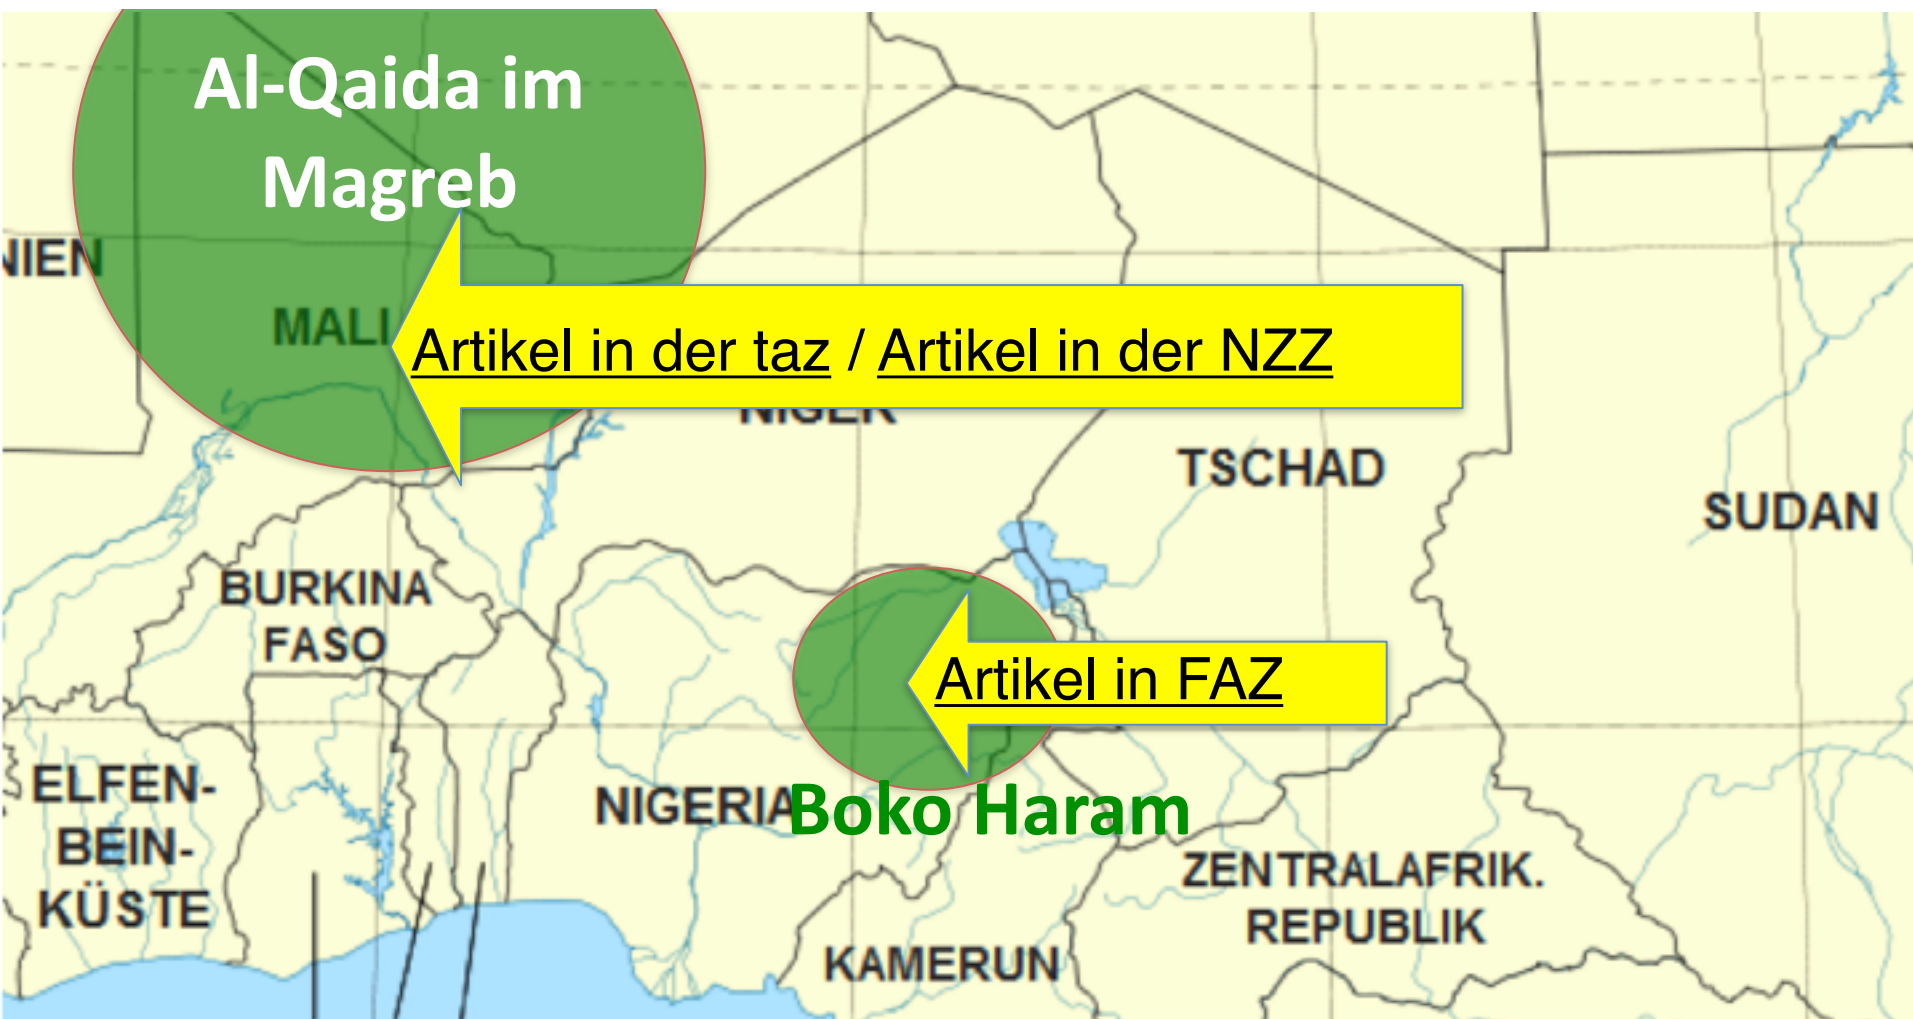 Al-Qaida im
Magreb
NIEN
MALI
Artikel in der taz / Artikel in der NZZ
NIGER
TSCHAD
SUDAN
BURKINA
FASO
Artikel in FAZ
ELFEN-
BEIN-
KÜSTE
NIGERIA
Boko Haram
ZENTRALAFRIK.
REPUBLIK
KAMERUN